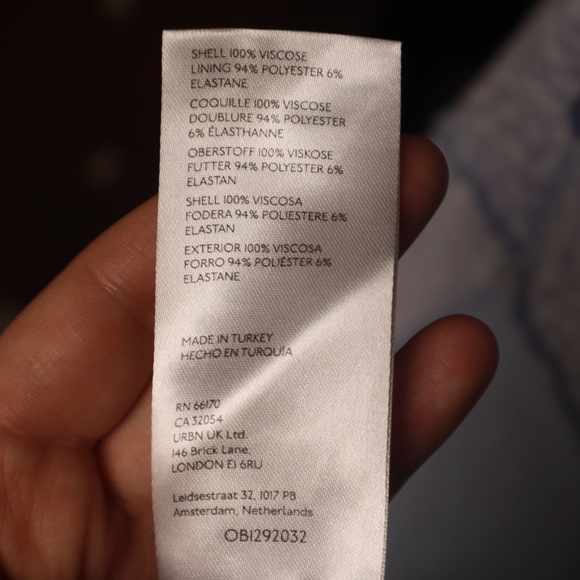 SHELL 100% VISCOSE
LINING 94% POLYESTER 6%
ELASTANE
COQUILLE 100% VISCOSE
DOUBLURE 94% POLYESTER
6% ÉLASTHANNE
OBERSTOFF 100% VISKOSE
FUTTER 94% POLYESTER 6%
ELASTAN
SHELL 100% VISCOSA
FODERA 94% POLIESTERE 6%
ELASTAN
EXTERIOR 100% VISCOSA
FORRO 94% POLIÉSTER 6%
ELASTANE
MADE IN TURKEY
HECHO EN TURQUÍA
RN 66170
CA 32054
URBN UK Ltd.
146 Brick Lane,
LONDON E1 6RU
Leidsestraat 32, 1017 PB
Amsterdam, Netherlands
OB1292032